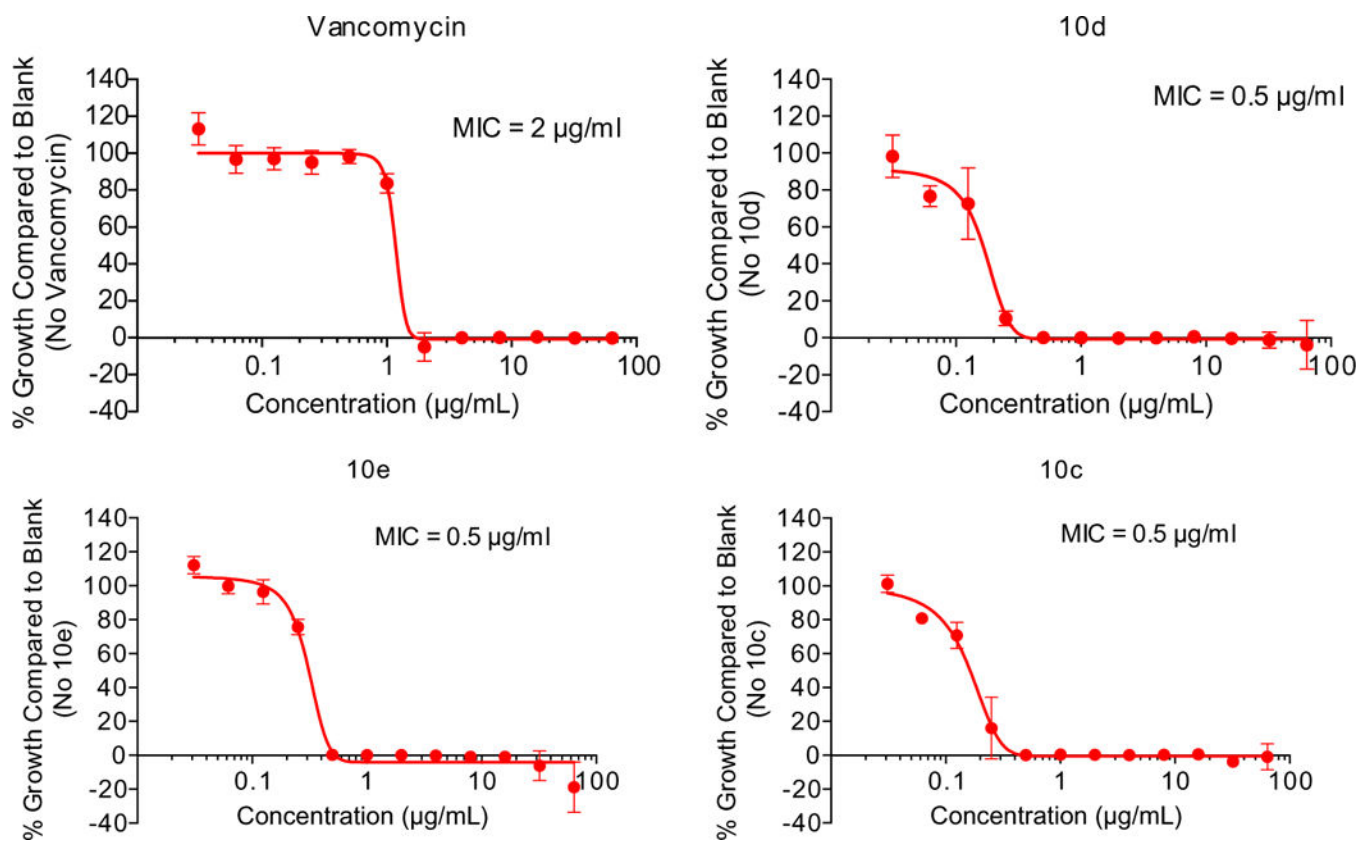 Vancomycin
% Growth Compared to Blank
(No Vancomycin)
140
120
100
80
60
40
20
0
-20
-40
MIC = 2 µg/ml
0.1
1
10
100
Concentration (µg/mL)
10d
% Growth Compared to Blank
(No 10d)
140
120
100
80
60
40
20
0
-20
-40
MIC = 0.5 µg/ml
0.1
1
10
100
Concentration (µg/mL)
10e
% Growth Compared to Blank
(No 10e)
140
120
100
80
60
40
20
0
-20
-40
MIC = 0.5 µg/ml
0.1
1
10
100
Concentration (µg/mL)
10c
% Growth Compared to Blank
(No 10c)
140
120
100
80
60
40
20
0
-20
-40
MIC = 0.5 µg/ml
0.1
1
10
100
Concentration (µg/mL)